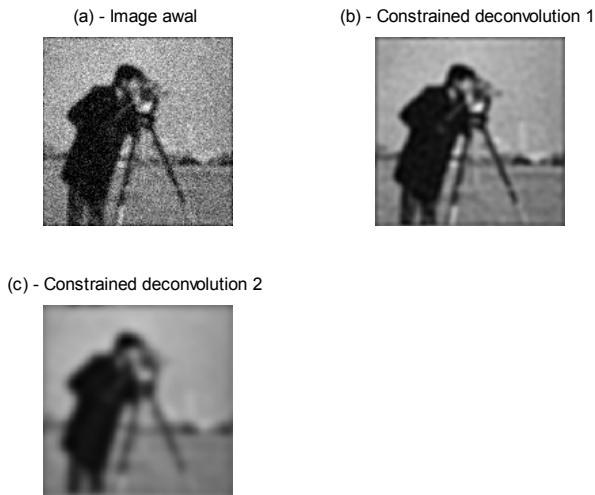 (a) - Image awal
(b) - Constrained deconvolution 1
(c) - Constrained deconvolution 2